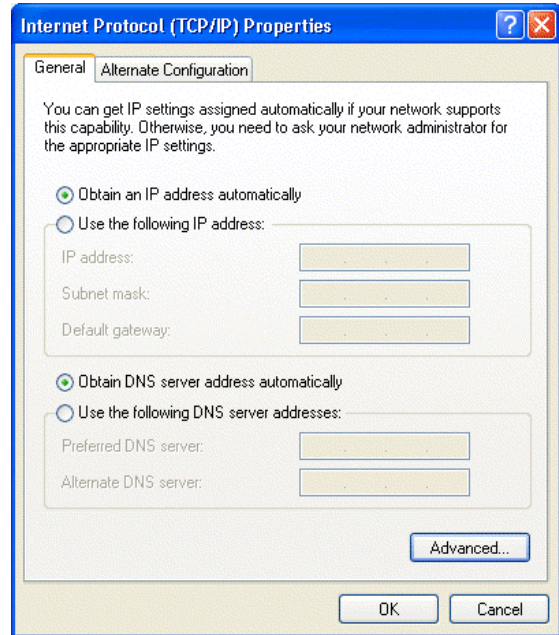 Internet Protocol (TCP/IP) Properties
General
Alternate Configuration
You can get IP settings assigned automatically if your network supports
this capability. Otherwise, you need to ask your network administrator for
the appropriate IP settings.
Obtain an IP address automatically
Use the following IP address:
IP address:
Subnet mask:
Default gateway:
Obtain DNS server address automatically
Use the following DNS server addresses:
Preferred DNS server:
Alternate DNS server:
Advanced...
OK
Cancel